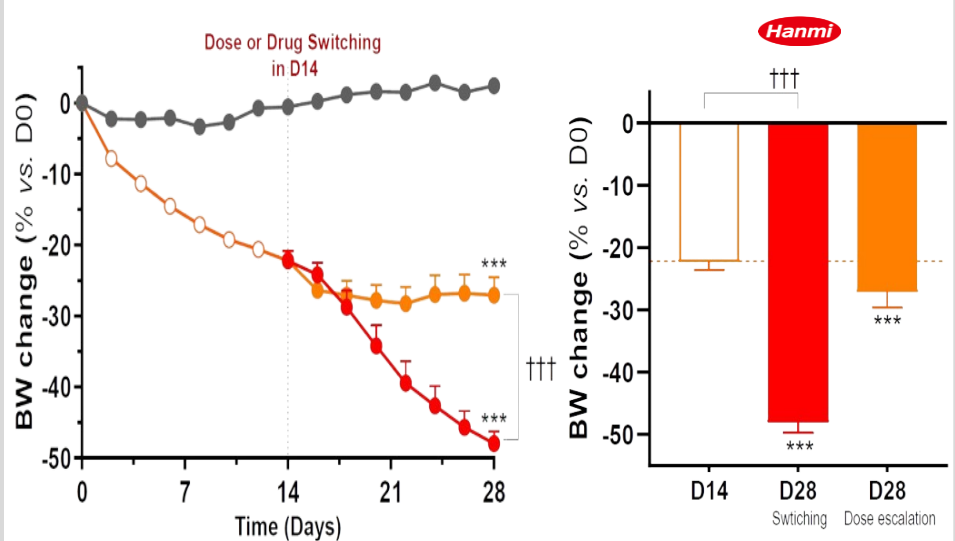 Dose or Drug Switching
in D14
BW change (% vs. D0)
0
-10
-20
-30
-40
-50
0
7
14
21
28
Time (Days)
***
***
†††
Hanmi
†††
BW change (% vs. D0)
0
-10
-20
-30
-40
-50
***
***
D14
D28
D28
Swtiching
Dose escalation